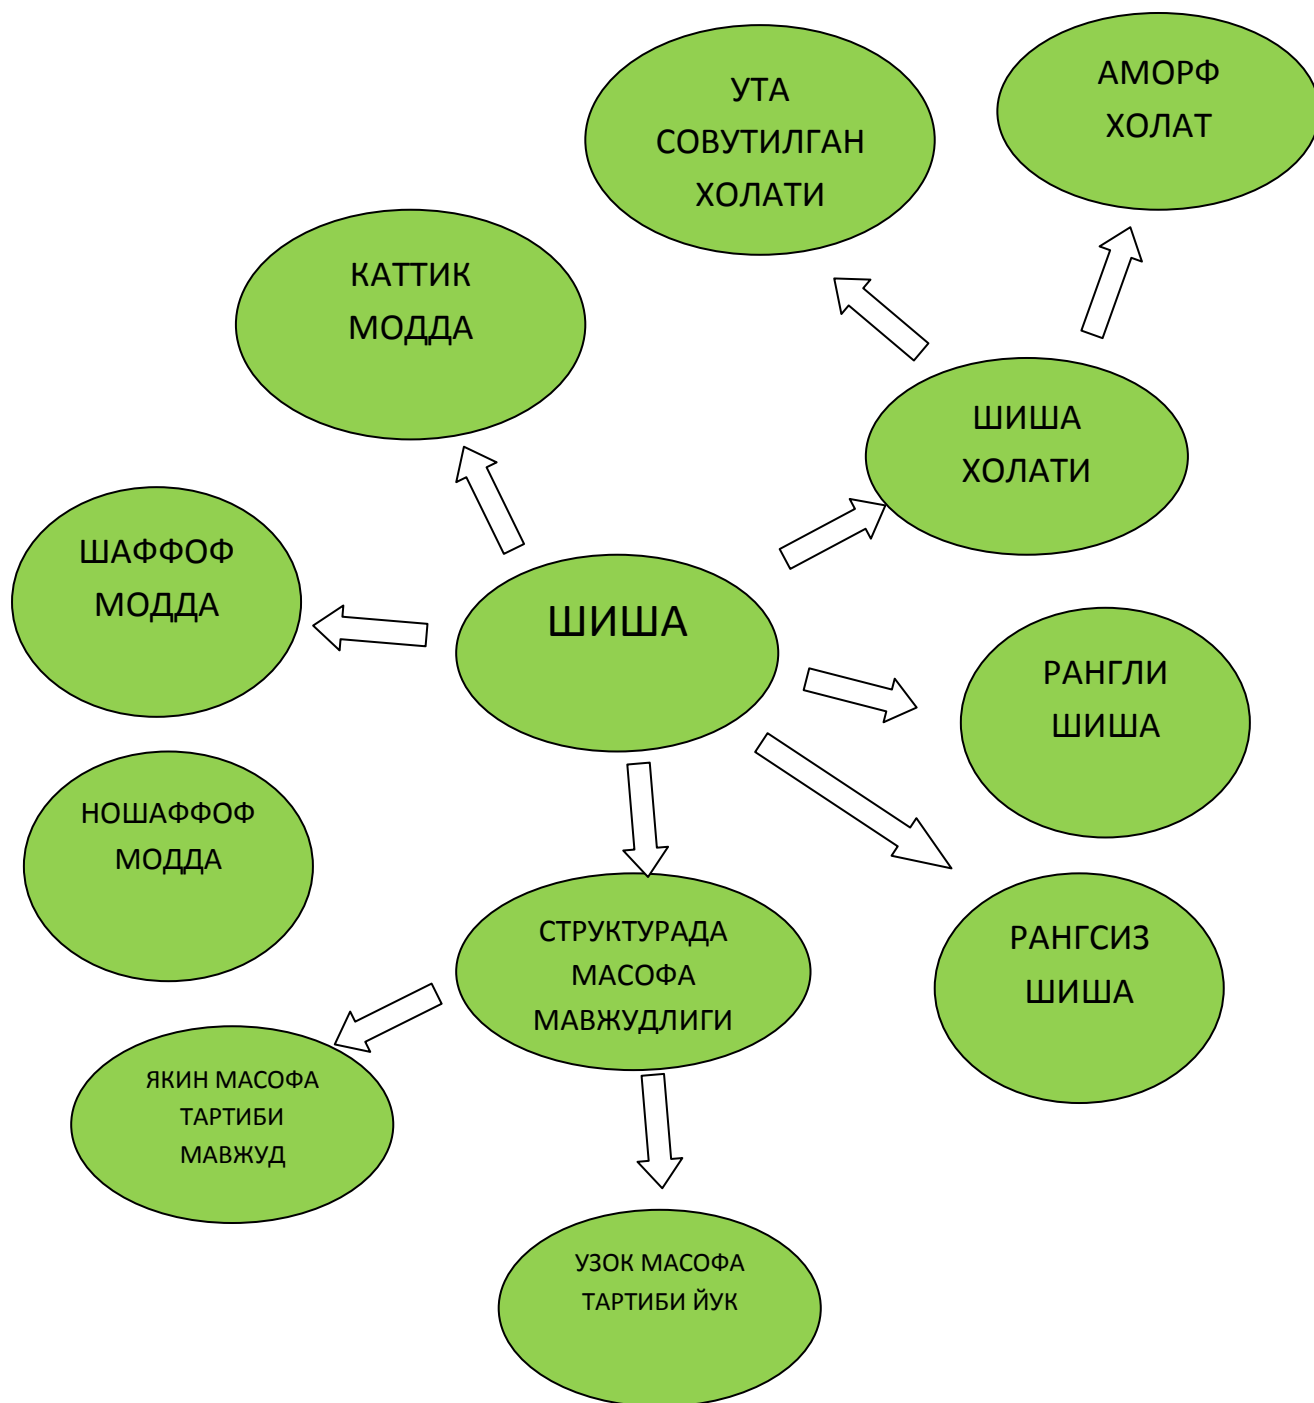 УТА
СОВУТИЛГАН
ХОЛАТИ
АМОРФ
ХОЛАТ
КАТТИК
МОДДА
ШИША
ХОЛАТИ
ШАФФОФ
МОДДА
ШИША
РАНГЛИ
ШИША
НОШАФФОФ
МОДДА
СТРУКТУРАДА
МАСОФА
МАВЖУДЛИГИ
РАНГСИЗ
ШИША
ЯКИН МАСОФА
ТАРТИБИ
МАВЖУД
УЗОК МАСОФА
ТАРТИБИ ЙУК